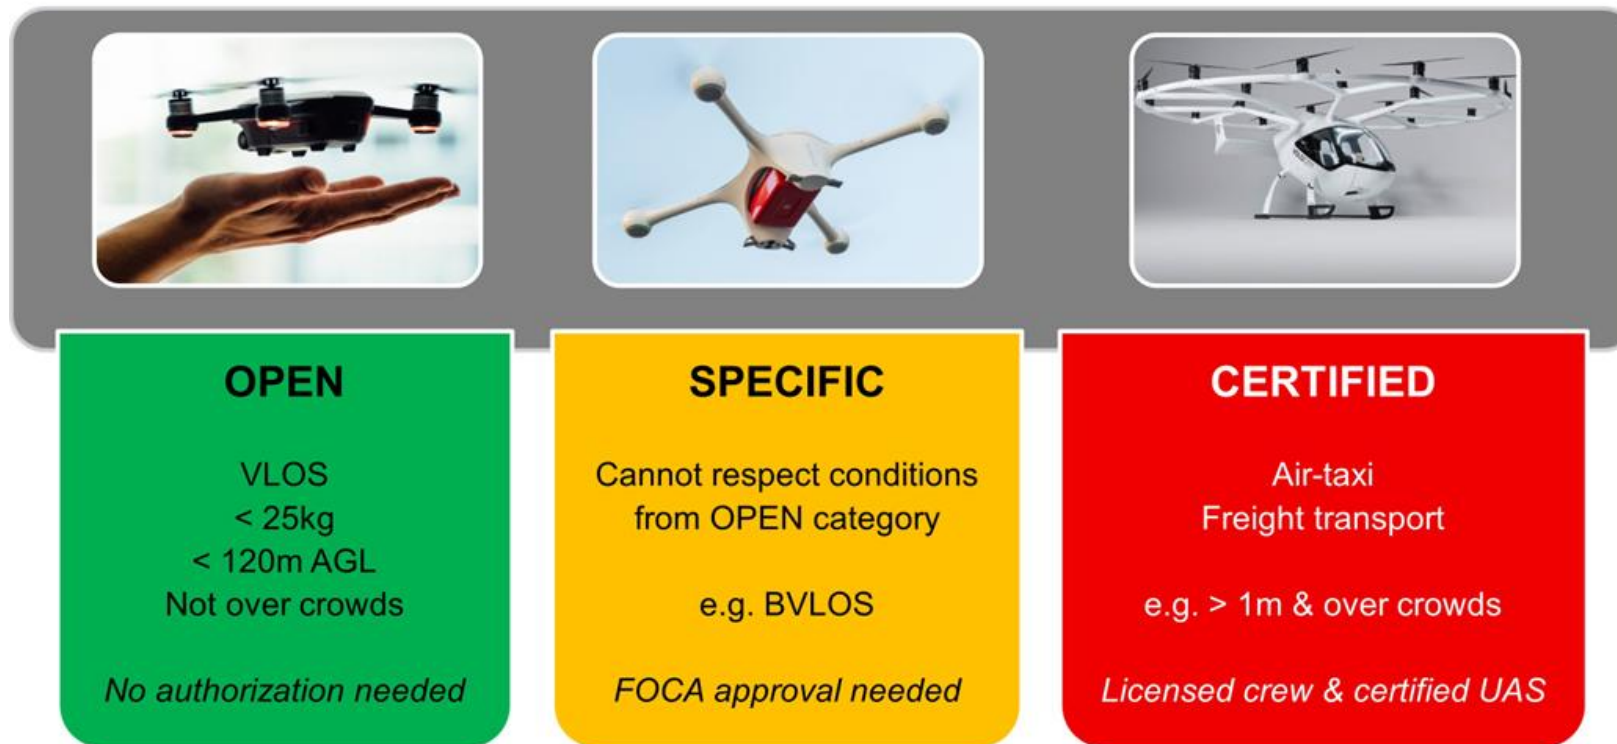 OPEN
VLOS
< 25kg
< 120m AGL
Not over crowds
No authorization needed
SPECIFIC
Cannot respect conditions
from OPEN category
e.g. BVLOS
FOCA approval needed
CERTIFIED
Air-taxi
Freight transport
e.g. > 1m & over crowds
Licensed crew & certified UAS